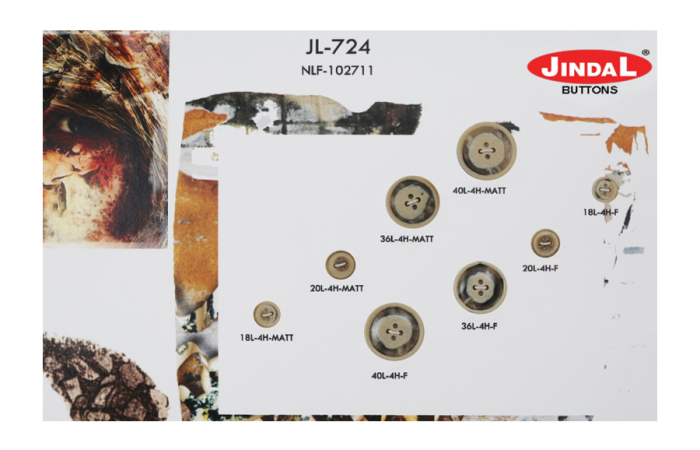 JL-724
NLF-102711
JINDAL®
BUTTONS
40L-4H-MATT
18L-4H-F
36L-4H-MATT
20L-4H-F
20L-4H-MATT
36L-4H-F
18L-4H-MATT
40L-4H-F